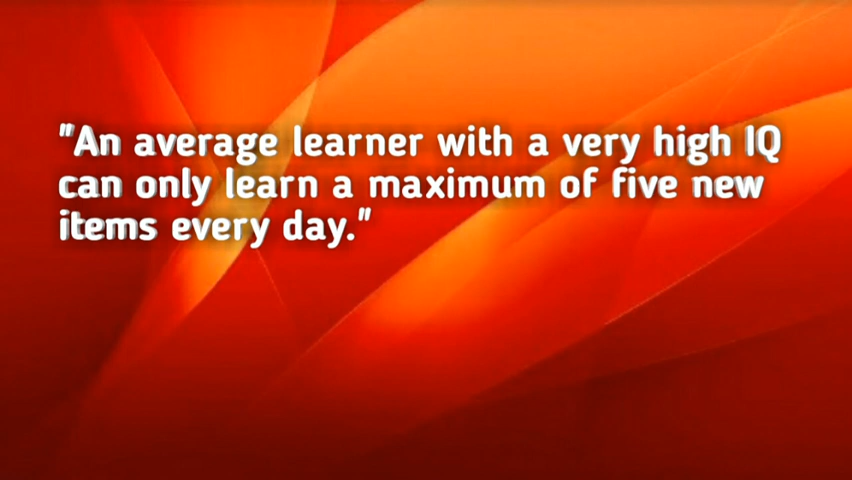 "An average learner with a very high IQ
can only learn a maximum of five new
items every day."